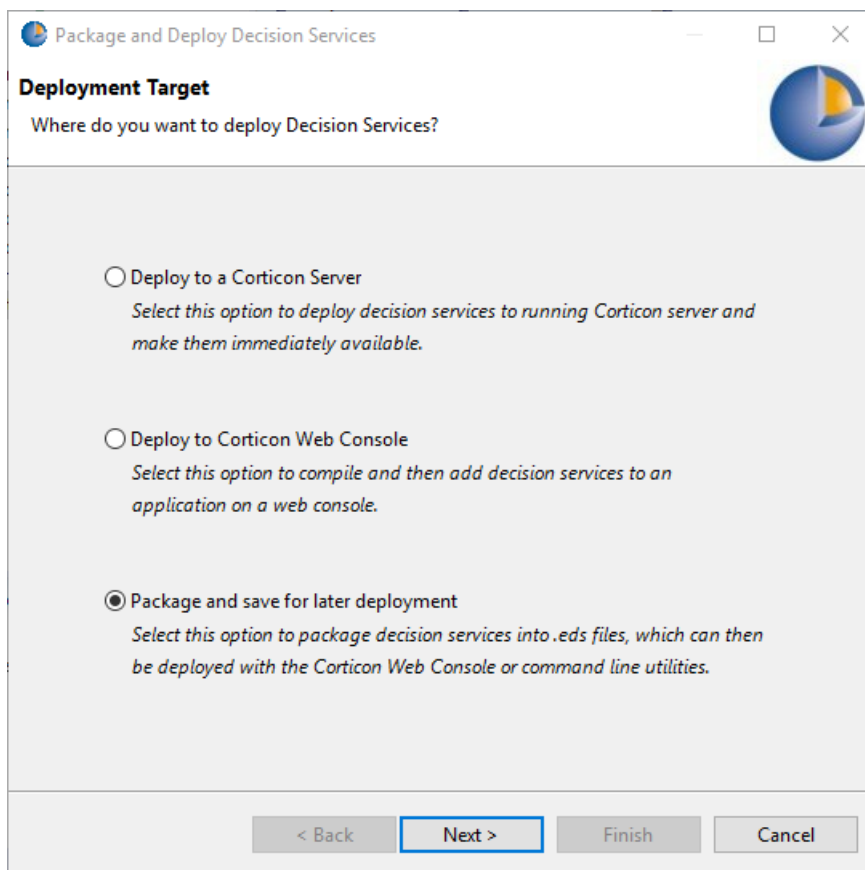 Package and Deploy Decision Services
Deployment Target
Where do you want to deploy Decision Services?
Deploy to a Corticon Server
Select this option to deploy decision services to running Corticon server and
make them immediately available.
Deploy to Corticon Web Console
Select this option to compile and then add decision services to an
application on a web console.
Package and save for later deployment
Select this option to package decision services into .eds files, which can then
be deployed with the Corticon Web Console or command line utilities.
< Back Next > Finish Cancel